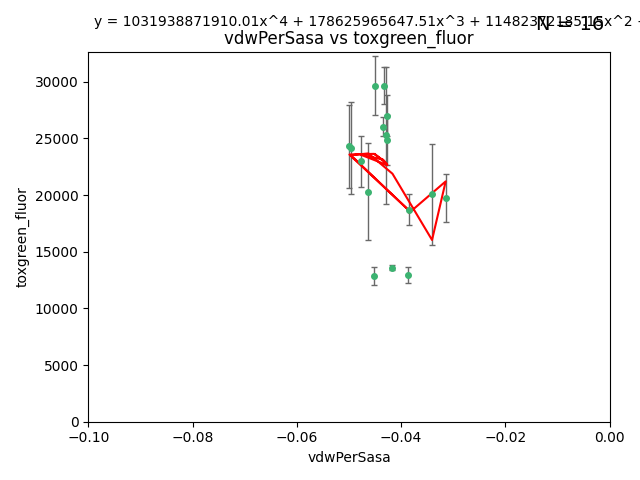 y = 1031938871910.01x^4 + 178625965647.51x^3 +
N = 16
vdwPerSasa vs toxgreen_fluor
30000
25000
20000
15000
10000
5000
0
toxgreen_fluor
−0.10 −0.08 −0.06 −0.04 −0.02 0.00
vdwPerSasa